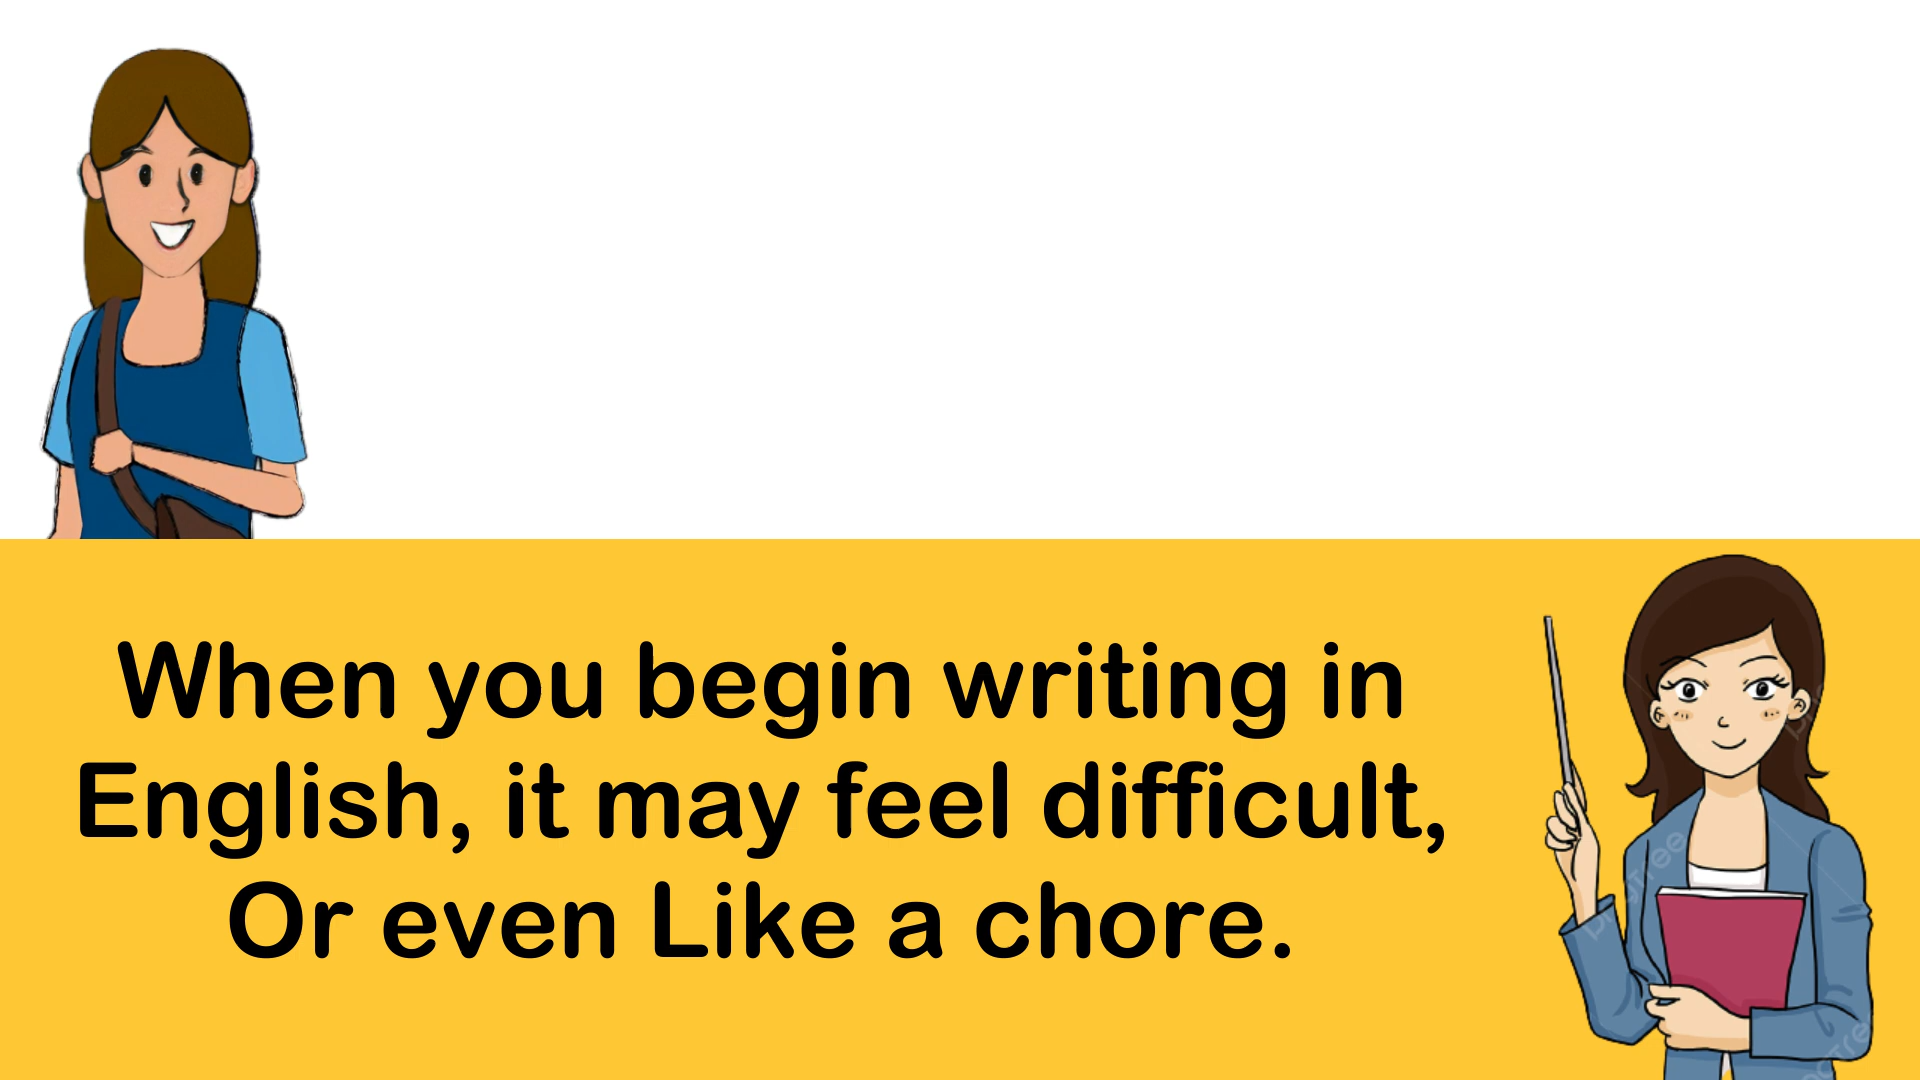 When you begin writing in
English, it may feel difficult,
Or even Like a chore.